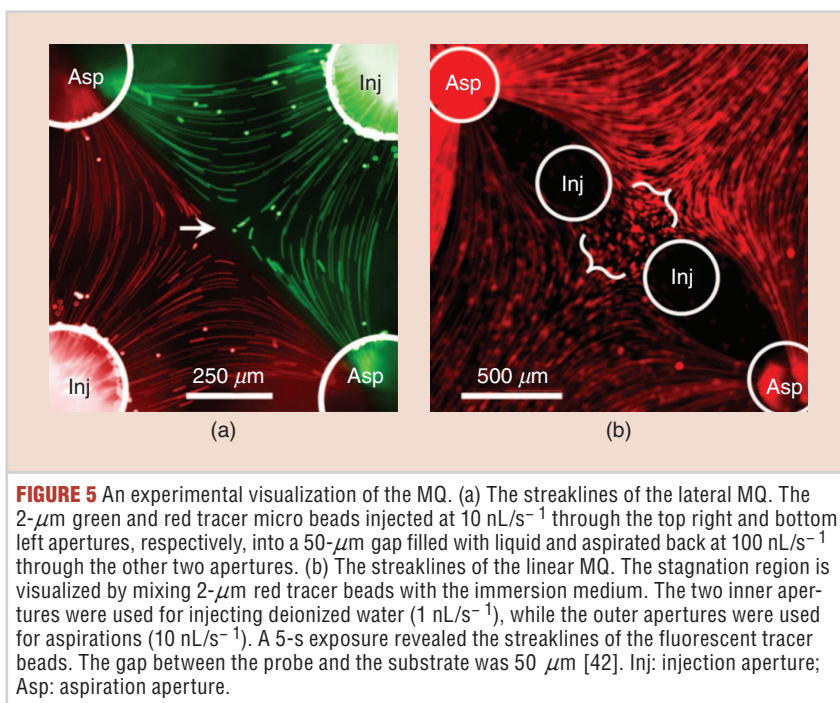 Asp
Inj
Inj
250 μm
Asp
(a)
Asp
Inj
Inj
500 μm
Asp
(b)
FIGURE 5 An experimental visualization of the MQ. (a) The streaklines of the lateral MQ. The
2-μm green and red tracer micro beads injected at 10 nL/s⁻¹ through the top right and bottom
left apertures, respectively, into a 50-μm gap filled with liquid and aspirated back at 100 nL/s⁻¹
through the other two apertures. (b) The streaklines of the linear MQ. The stagnation region is
visualized by mixing 2-μm red tracer beads with the immersion medium. The two inner aper-
tures were used for injecting deionized water (1 nL/s⁻¹), while the outer apertures were used
for aspirations (10 nL/s⁻¹). A 5-s exposure revealed the streaklines of the fluorescent tracer
beads. The gap between the probe and the substrate was 50 μm [42]. Inj: injection aperture;
Asp: aspiration aperture.